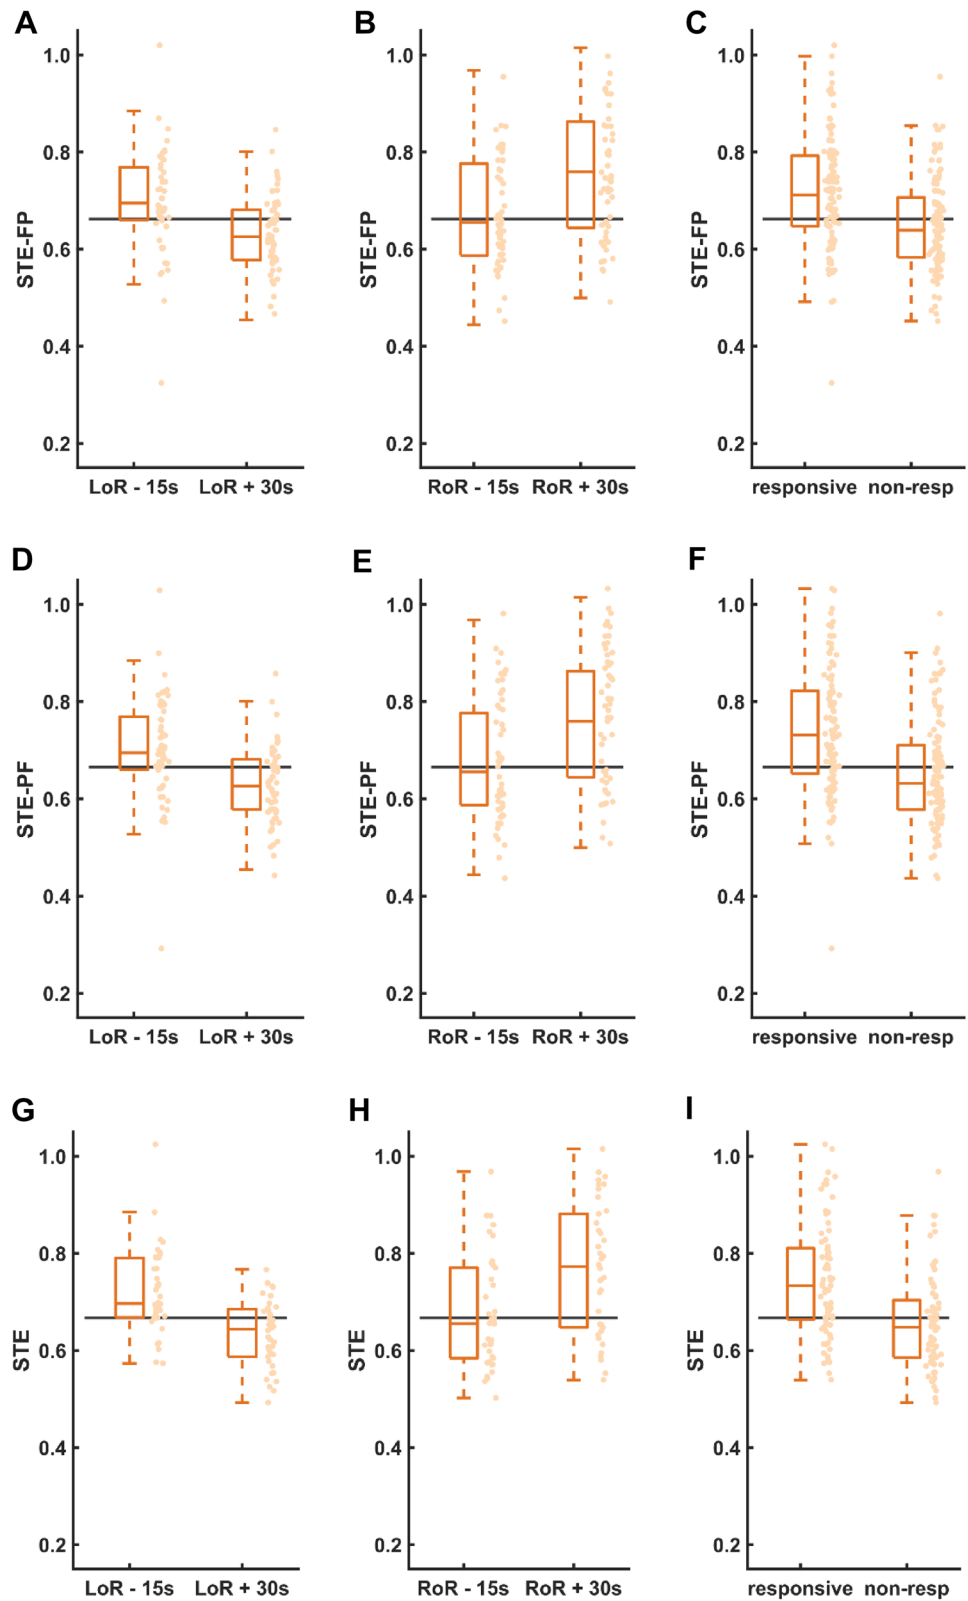 A B C
1.0 1.0 1.0
0.8 0.8 0.8
0.6 0.6 0.6
0.4 0.4 0.4
0.2 0.2 0.2
STE-FP STE-FP STE-FP
LoR - 15s LoR + 30s RoR - 15s RoR + 30s responsive non-resp
D E F
1.0 1.0 1.0
0.8 0.8 0.8
0.6 0.6 0.6
0.4 0.4 0.4
0.2 0.2 0.2
STE-PF STE-PF STE-PF
LoR - 15s LoR + 30s RoR - 15s RoR + 30s responsive non-resp
G H I
1.0 1.0 1.0
0.8 0.8 0.8
0.6 0.6 0.6
0.4 0.4 0.4
0.2 0.2 0.2
STE STE STE
LoR - 15s LoR + 30s RoR - 15s RoR + 30s responsive non-resp